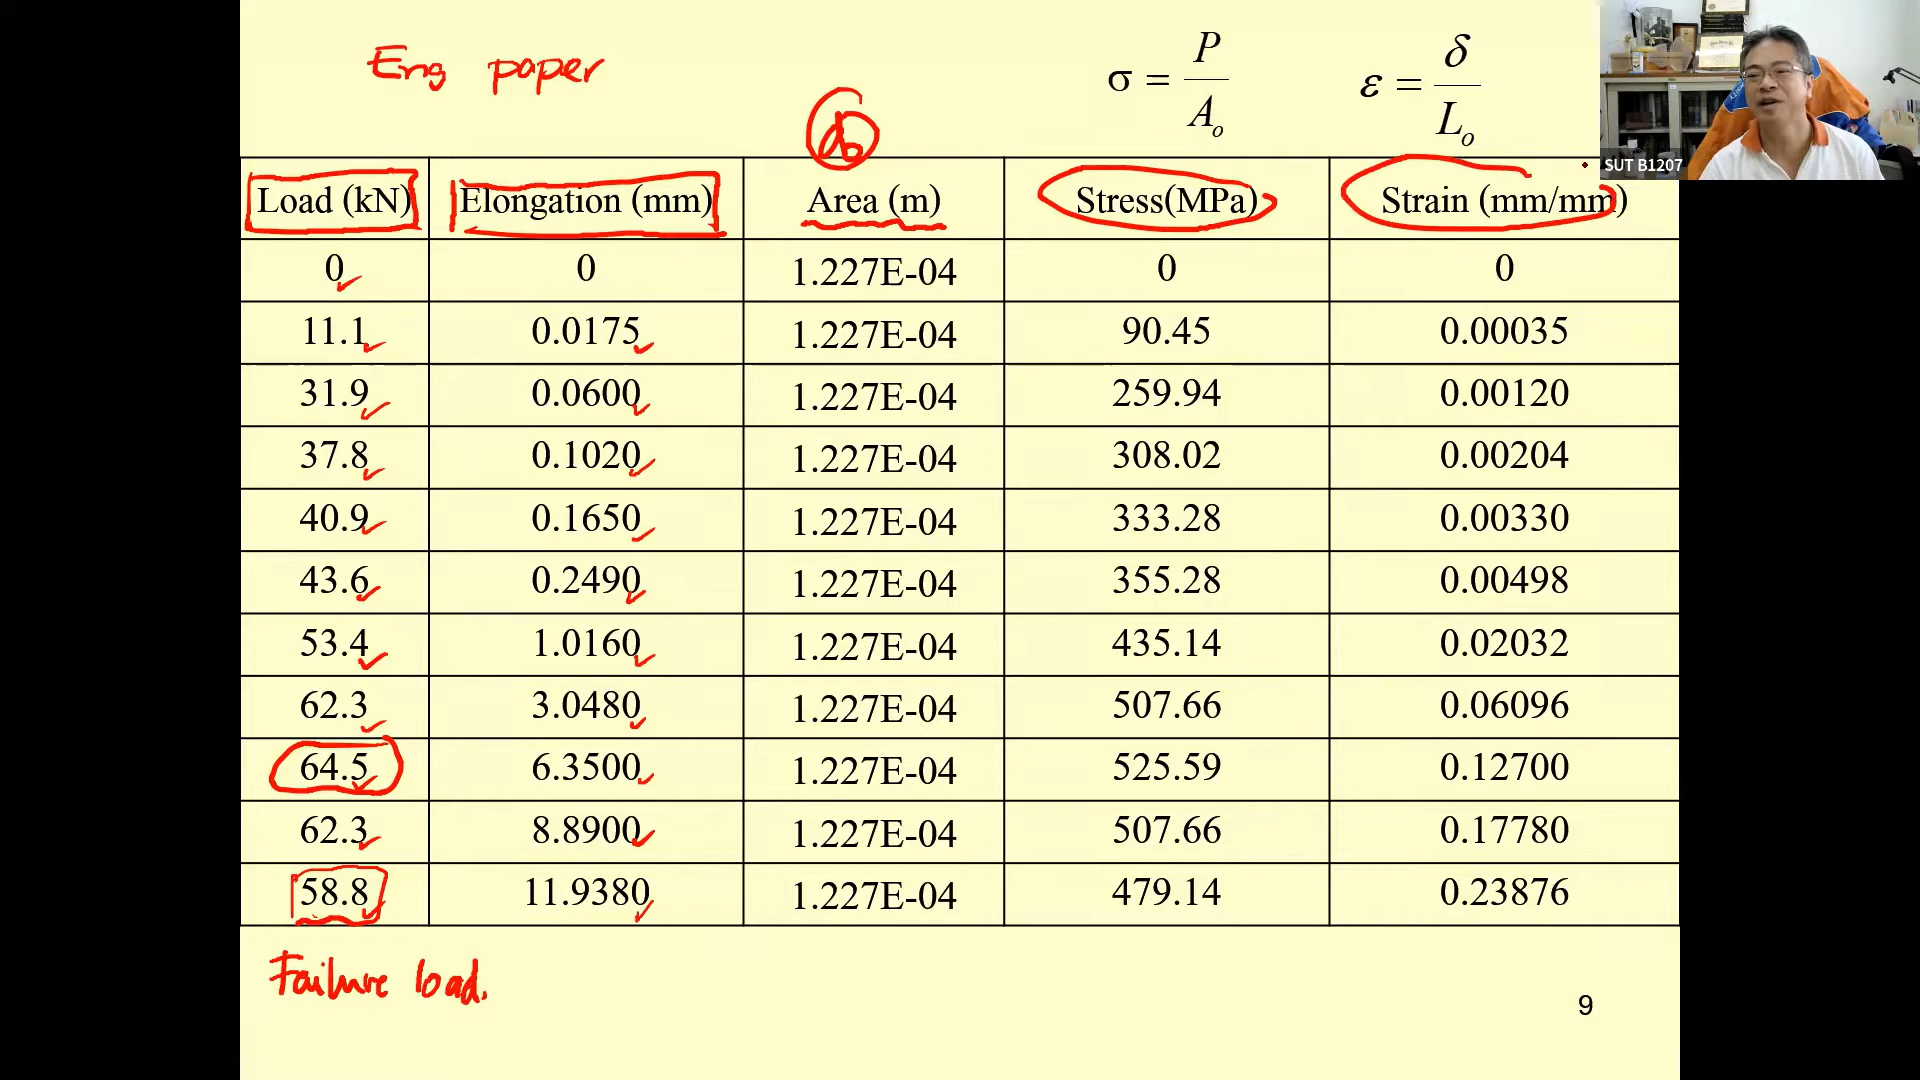 Eng paper
σ = P / Aₒ
ε = δ / Lₒ
SUT B1207
Load (kN) Elongation (mm) Area (m) Stress(MPa) Strain (mm/mm)
0 0 1.227E-04 0 0
11.1 0.0175 1.227E-04 90.45 0.00035
31.9 0.0600 1.227E-04 259.94 0.00120
37.8 0.1020 1.227E-04 308.02 0.00204
40.9 0.1650 1.227E-04 333.28 0.00330
43.6 0.2490 1.227E-04 355.28 0.00498
53.4 1.0160 1.227E-04 435.14 0.02032
62.3 3.0480 1.227E-04 507.66 0.06096
64.5 6.3500 1.227E-04 525.59 0.12700
62.3 8.8900 1.227E-04 507.66 0.17780
58.8 11.9380 1.227E-04 479.14 0.23876
Failure load.
9